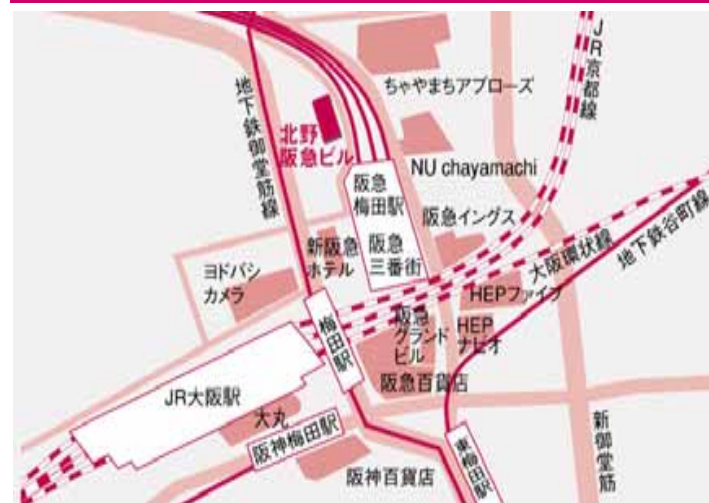 JR京都線
ちゃやまちアプローズ
地下鉄御堂筋線
北野
阪急ビル
NU chayamachi
阪急
梅田駅
阪急イングス
地下鉄谷町線
新阪急
ホテル
阪急
三番街
大阪環状線
ヨドバシ
カメラ
HEPファイブ
梅田駅
阪急
グランド
ビル
HEP
ナビオ
阪急百貨店
JR大阪駅
大丸
阪神梅田駅
新御堂筋
東梅田駅
阪神百貨店